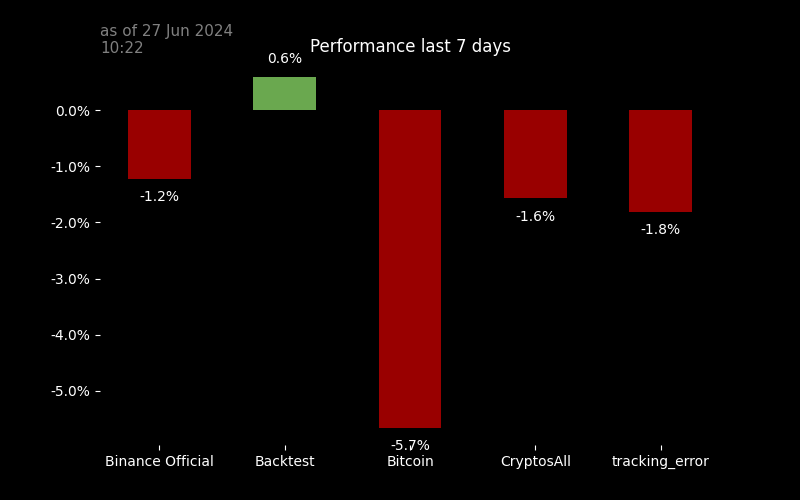 as of 27 Jun 2024
10:22
Performance last 7 days
0.6%
0.0%
-1.0%
-1.2%
-2.0%
-1.6%
-1.8%
-3.0%
-4.0%
-5.0%
-5.7%
Binance Official
Backtest
Bitcoin
CryptosAll
tracking_error